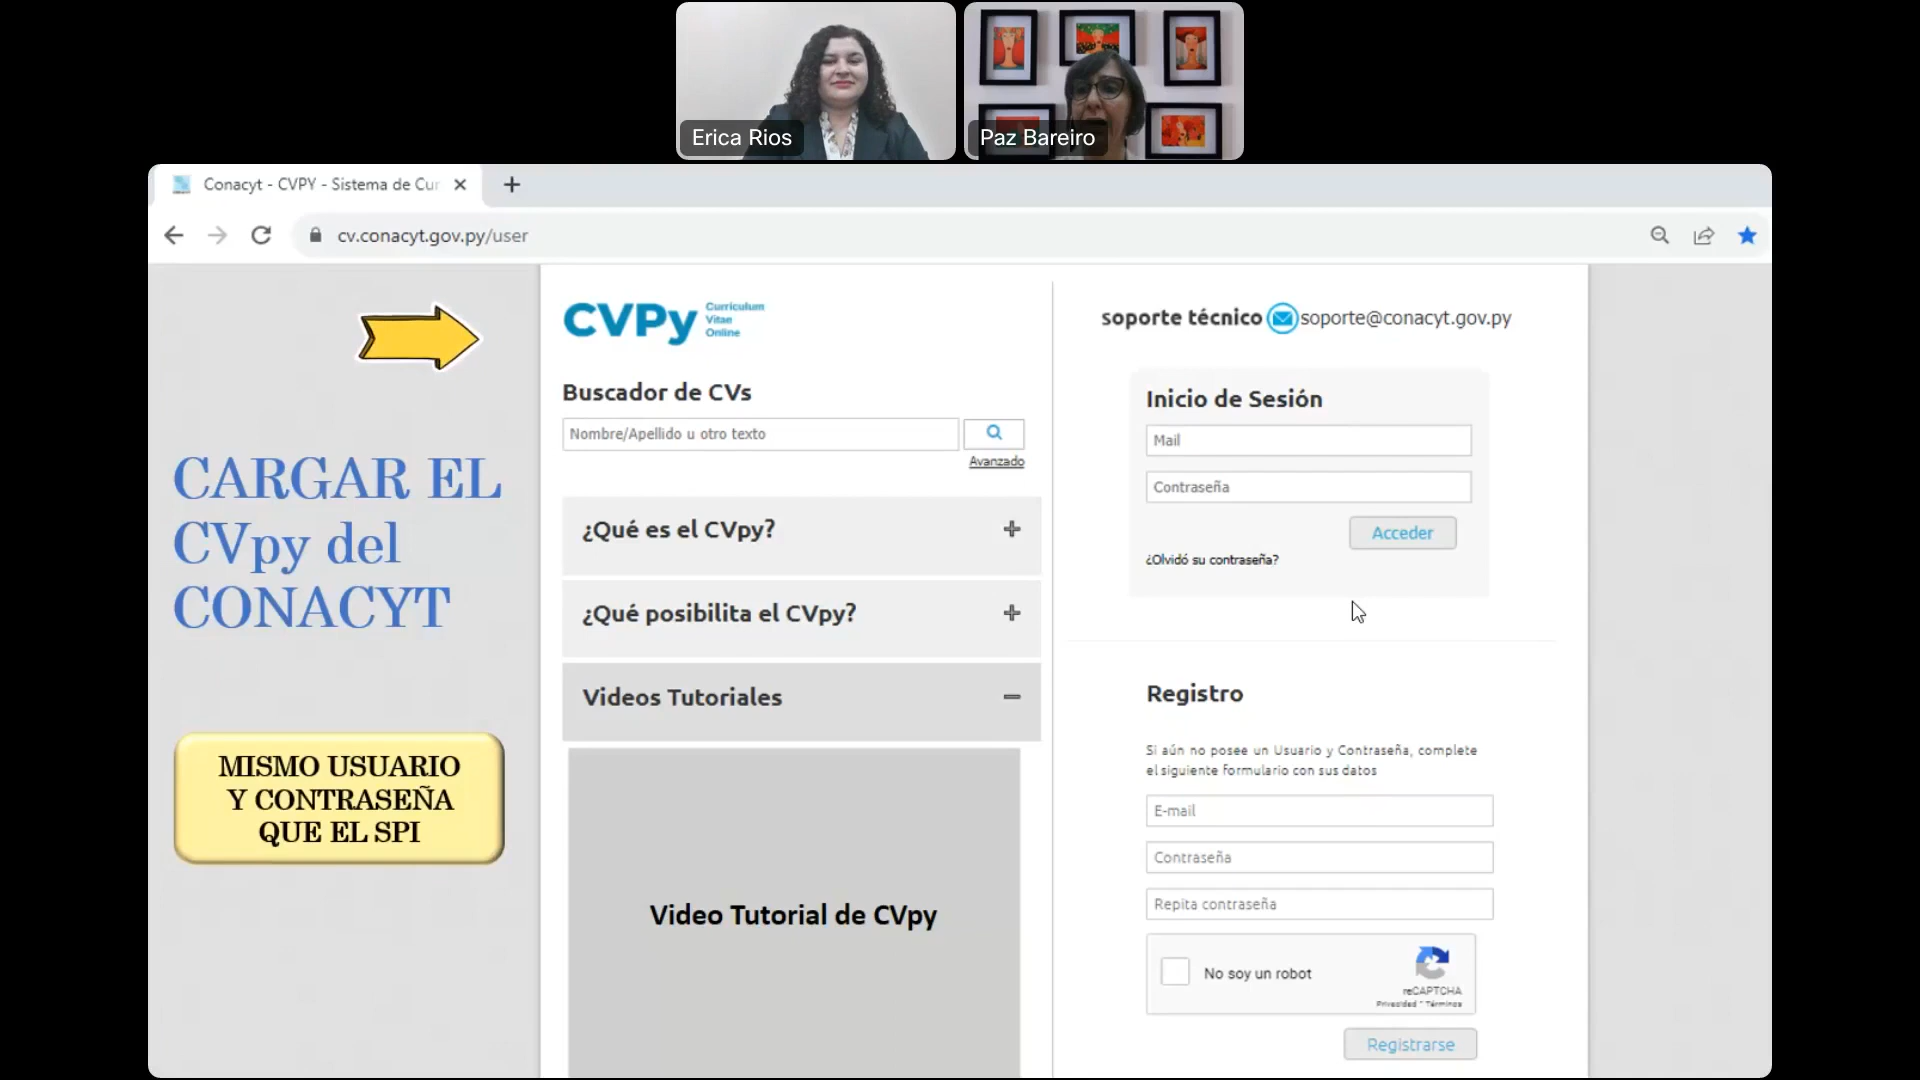 Erica Rios
Paz Bareiro
Conacyt - CVPY - Sistema de Cur
cv.conacyt.gov.py/user
CARGAR EL
CVpy del
CONACYT
MISMO USUARIO
Y CONTRASEÑA
QUE EL SPI
CVPy
Curriculum
Vitae
Online
Buscador de CVs
Nombre/Apellido u otro texto
Avanzado
¿Qué es el CVpy?
¿Qué posibilita el CVpy?
Videos Tutoriales
Video Tutorial de CVpy
soporte técnico soporte@conacyt.gov.py
Inicio de Sesión
Mail
Contraseña
Acceder
¿Olvidó su contraseña?
Registro
Si aún no posee un Usuario y Contraseña, complete
el siguiente formulario con sus datos
E-mail
Contraseña
Repita contraseña
No soy un robot
reCAPTCHA
Privacidad - Términos
Registrarse